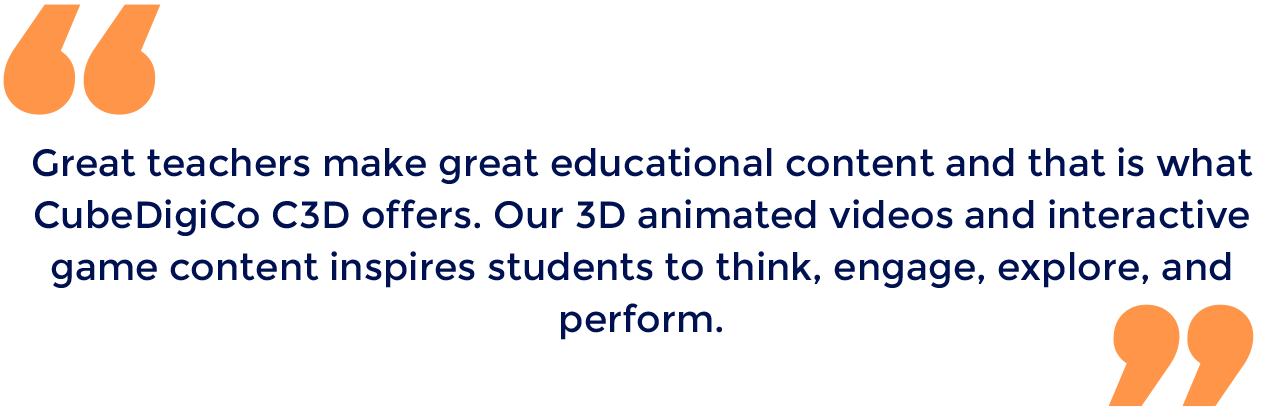 Great teachers make great educational content and that is what
CubeDigiCo C3D offers. Our 3D animated videos and interactive
game content inspires students to think, engage, explore, and
perform.